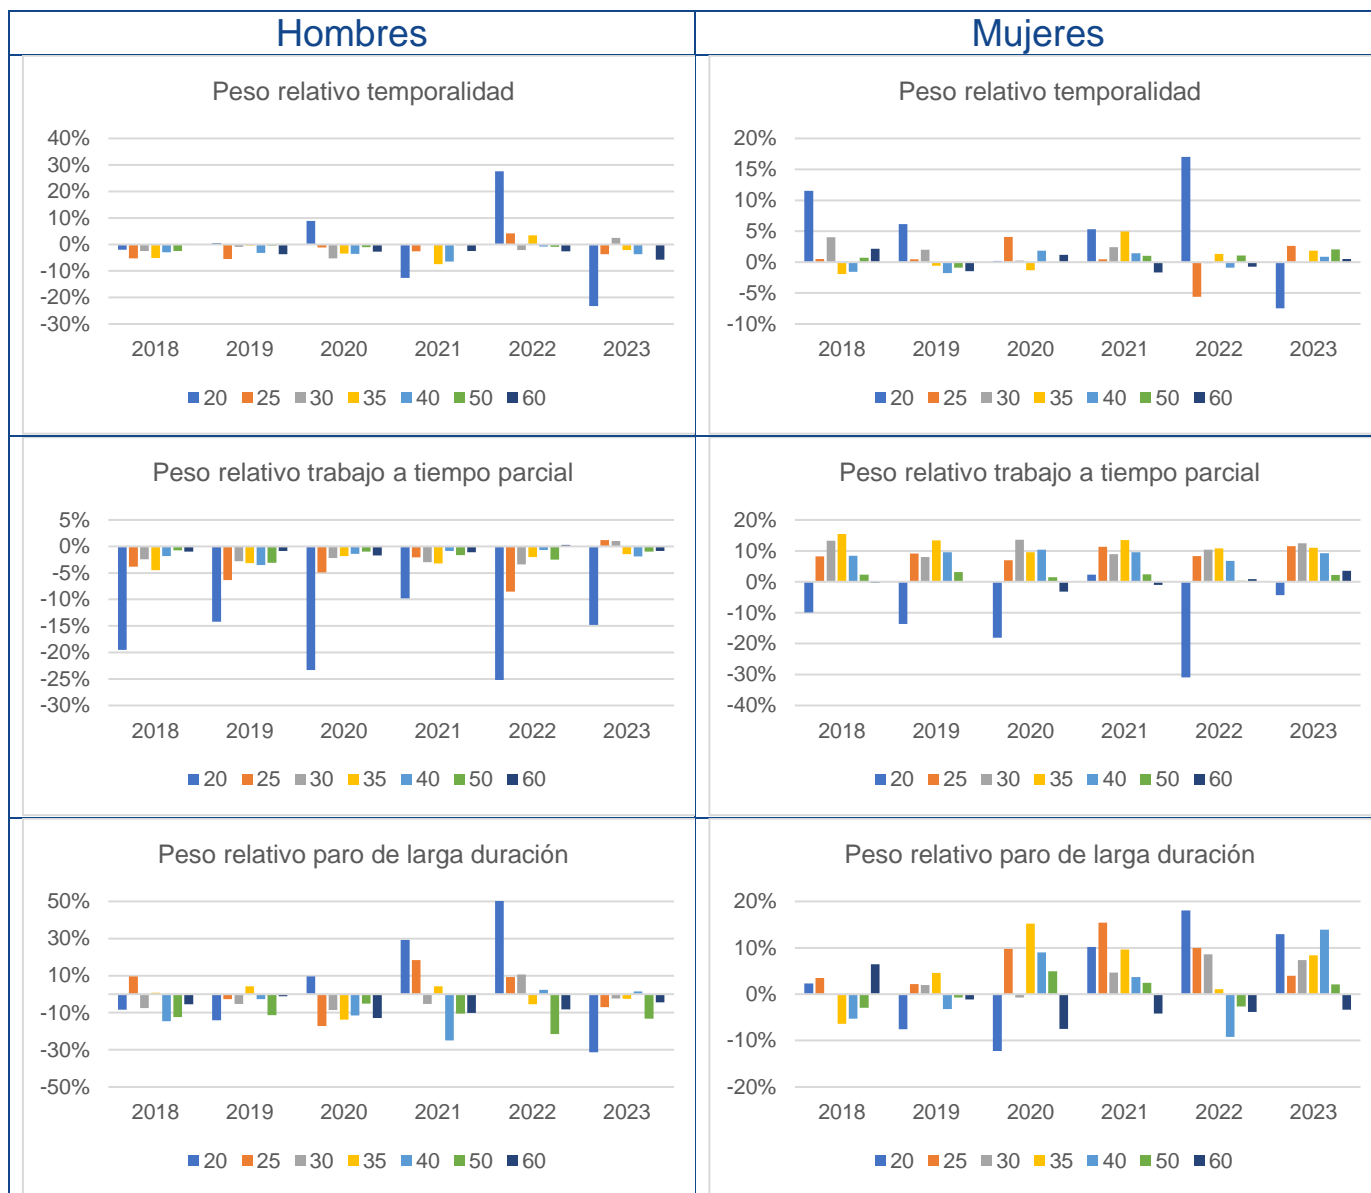 Hombres
Mujeres
Peso relativo temporalidad
40%
30%
20%
10%
0%
-10%
-20%
-30%
2018 2019 2020 2021 2022 2023
20 25 30 35 40 50 60
Peso relativo temporalidad
20%
15%
10%
5%
0%
-5%
-10%
2018 2019 2020 2021 2022 2023
20 25 30 35 40 50 60
Peso relativo trabajo a tiempo parcial
5%
0%
-5%
-10%
-15%
-20%
-25%
-30%
2018 2019 2020 2021 2022 2023
20 25 30 35 40 50 60
Peso relativo trabajo a tiempo parcial
20%
10%
0%
-10%
-20%
-30%
-40%
2018 2019 2020 2021 2022 2023
20 25 30 35 40 50 60
Peso relativo paro de larga duración
50%
30%
10%
-10%
-30%
-50%
2018 2019 2020 2021 2022 2023
20 25 30 35 40 50 60
Peso relativo paro de larga duración
20%
10%
0%
-10%
-20%
2018 2019 2020 2021 2022 2023
20 25 30 35 40 50 60